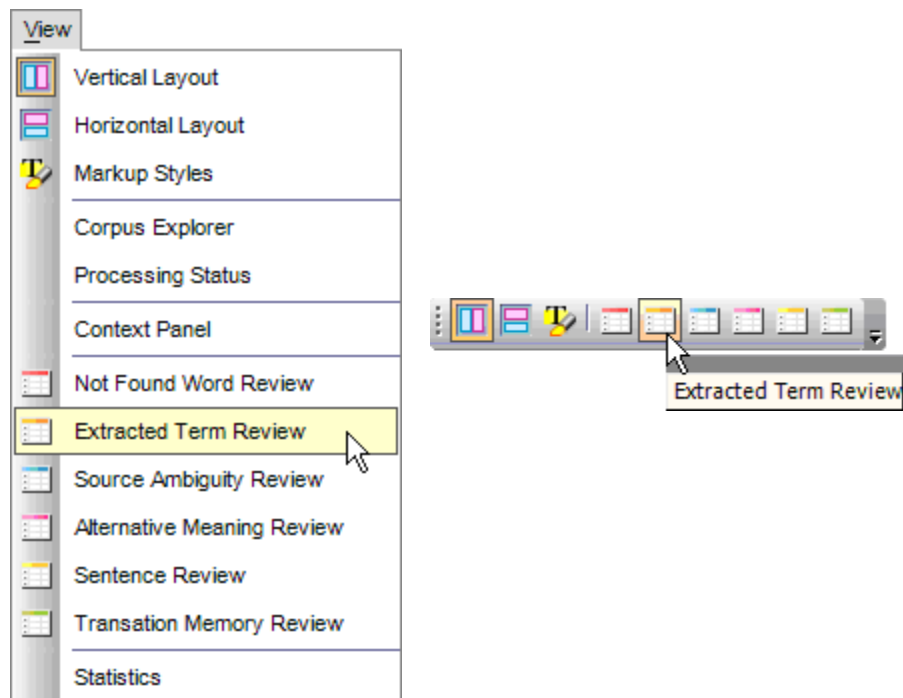 View
Vertical Layout
Horizontal Layout
Markup Styles
Corpus Explorer
Processing Status
Context Panel
Not Found Word Review
Extracted Term Review
Source Ambiguity Review
Alternative Meaning Review
Sentence Review
Transation Memory Review
Statistics
Extracted Term Review